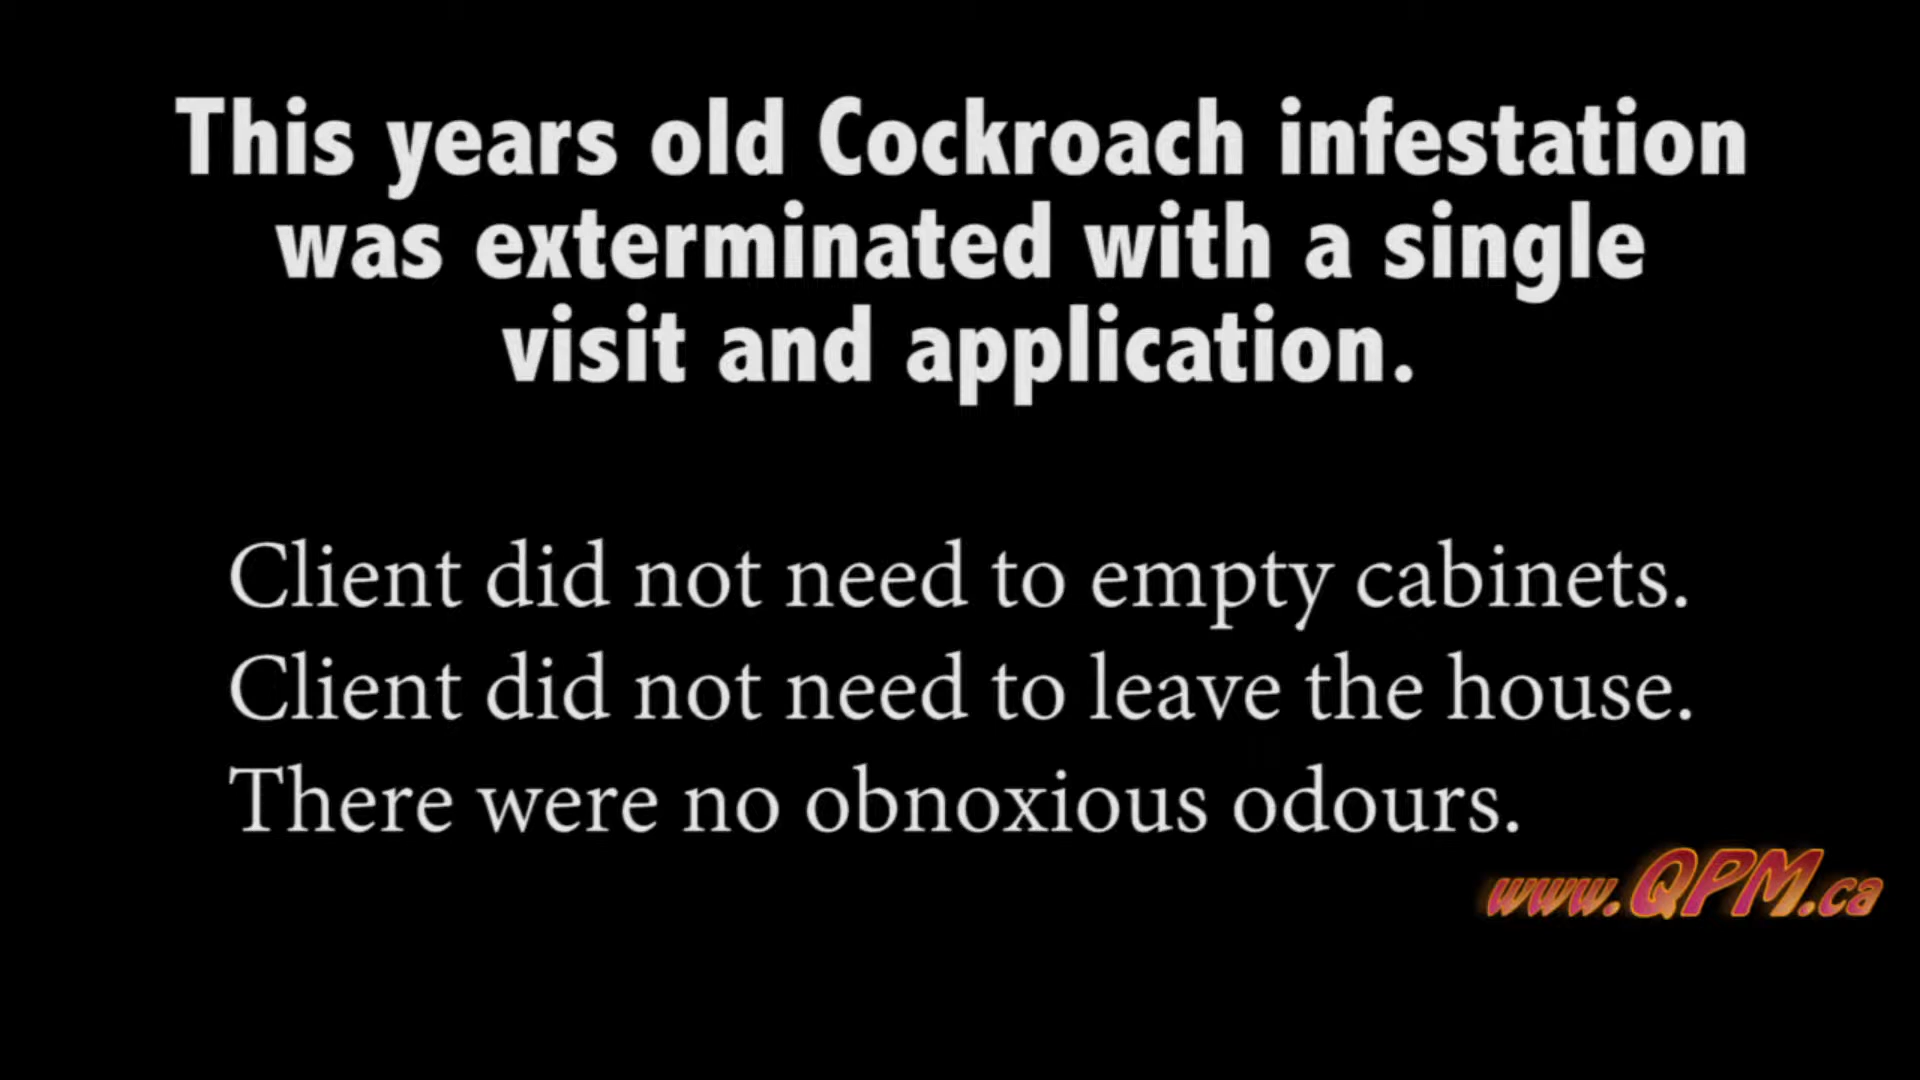 This years old Cockroach infestation
was exterminated with a single
visit and application.
Client did not need to empty cabinets.
Client did not need to leave the house.
There were no obnoxious odours.
www.QPM.ca